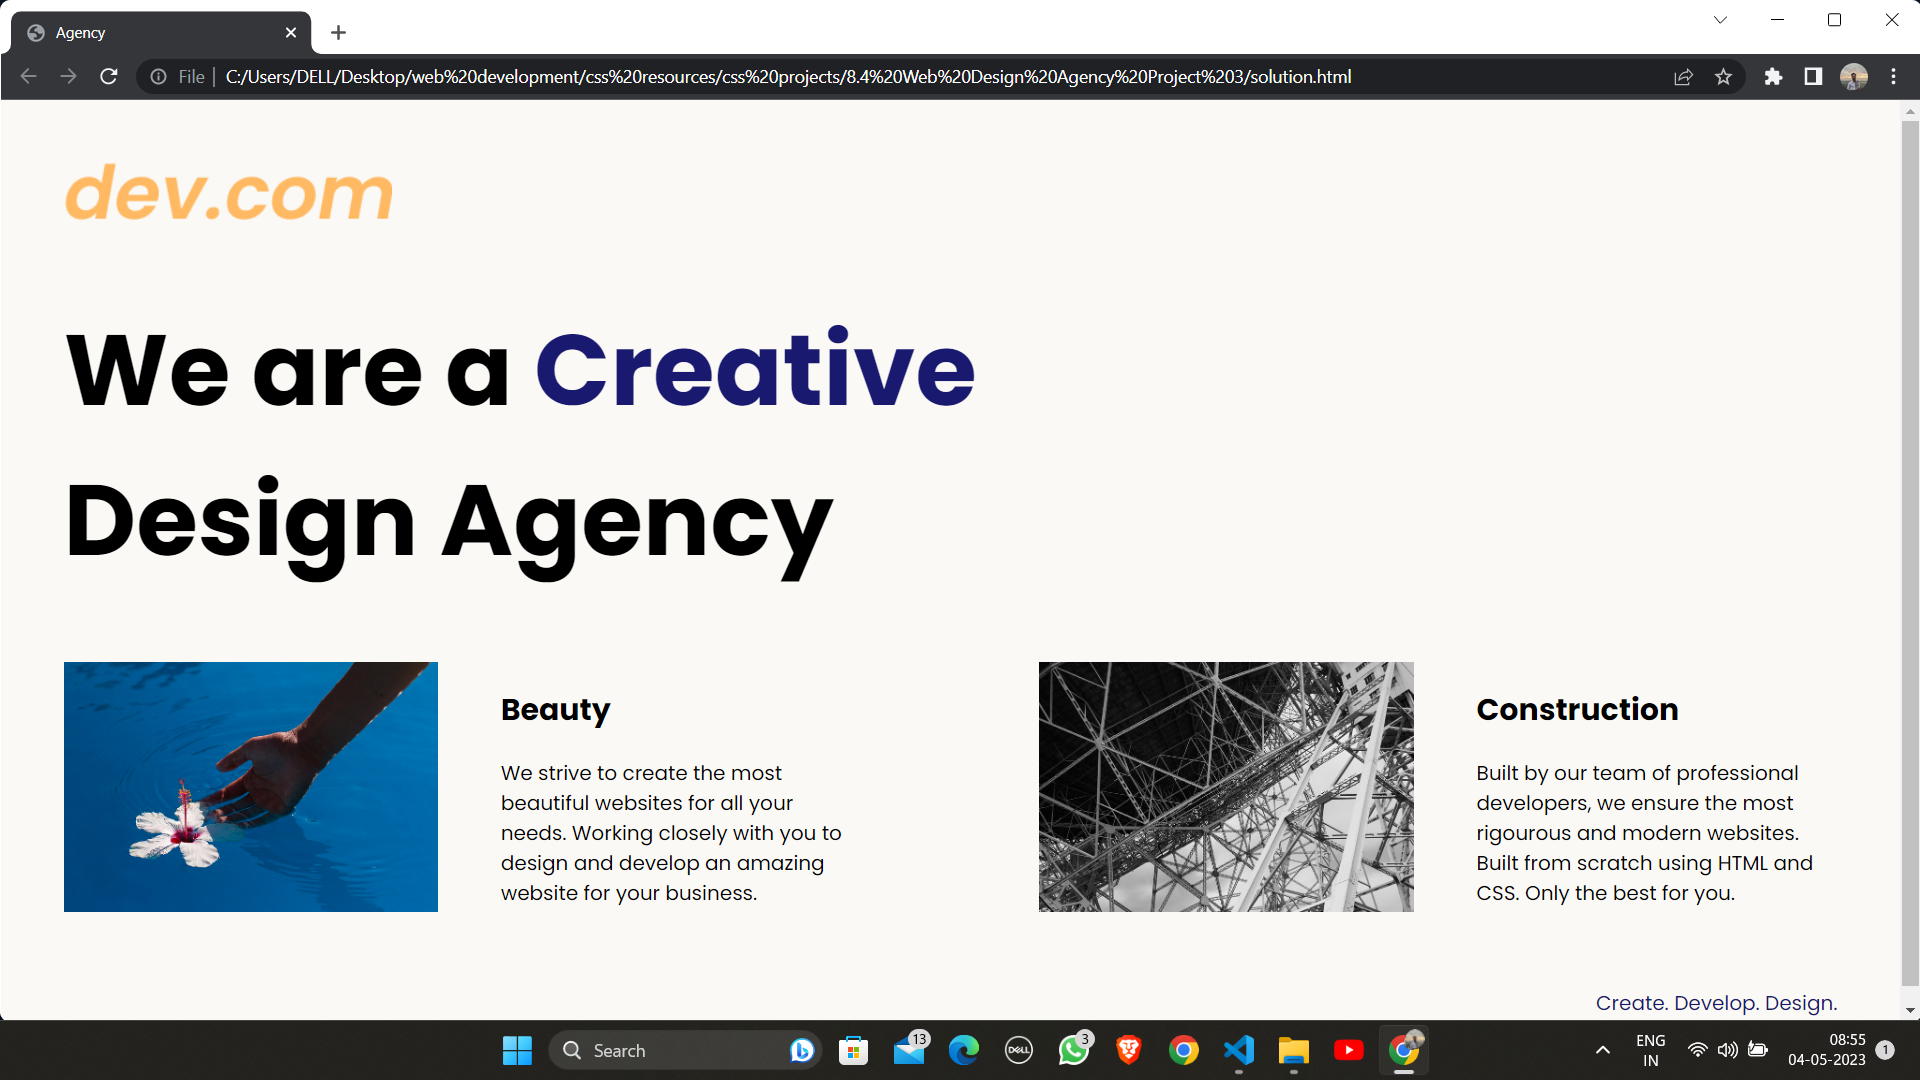 Agency
File
C:/Users/DELL/Desktop/web%20development/css%20resources/css%20projects/8.4%20Web%20Design%20Agency%20Project%203/solution.html
dev.com
We are a Creative
Design Agency
Beauty
We strive to create the most
beautiful websites for all your
needs. Working closely with you to
design and develop an amazing
website for your business.
Construction
Built by our team of professional
developers, we ensure the most
rigourous and modern websites.
Built from scratch using HTML and
CSS. Only the best for you.
Create. Develop. Design.
Search
13
DELL
3
ENG
IN
08:55
04-05-2023
1